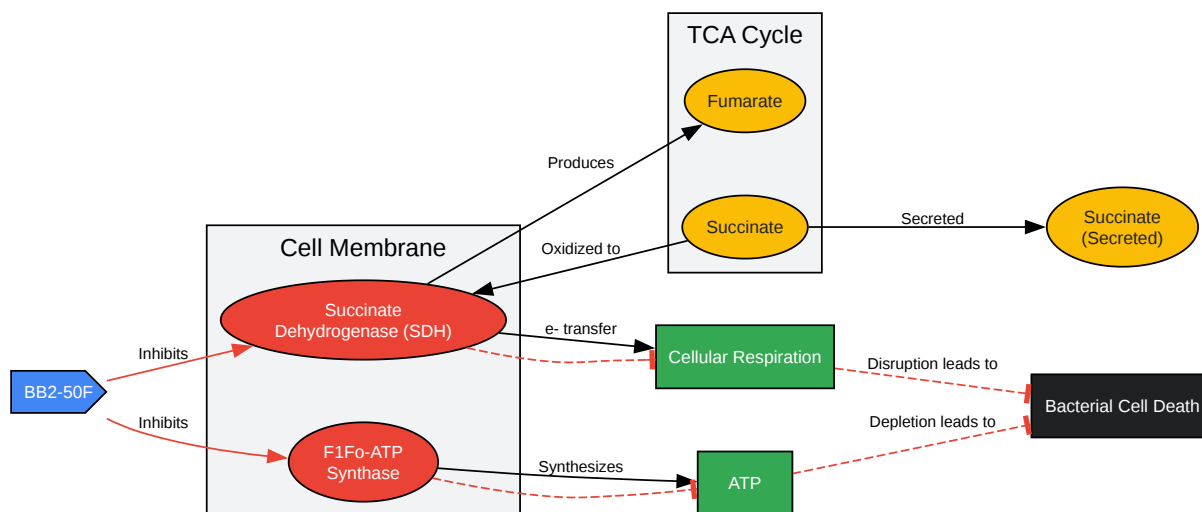 TCA Cycle
Fumarate
Produces
Succinate
Secreted
Succinate
(Secreted)
Cell Membrane
Oxidized to
Succinate
Dehydrogenase (SDH)
e- transfer
Cellular Respiration
Inhibits
Disruption leads to
BB2-50F
Bacterial Cell Death
Inhibits
Depletion leads to
F1Fo-ATP
Synthase
Synthesizes
ATP